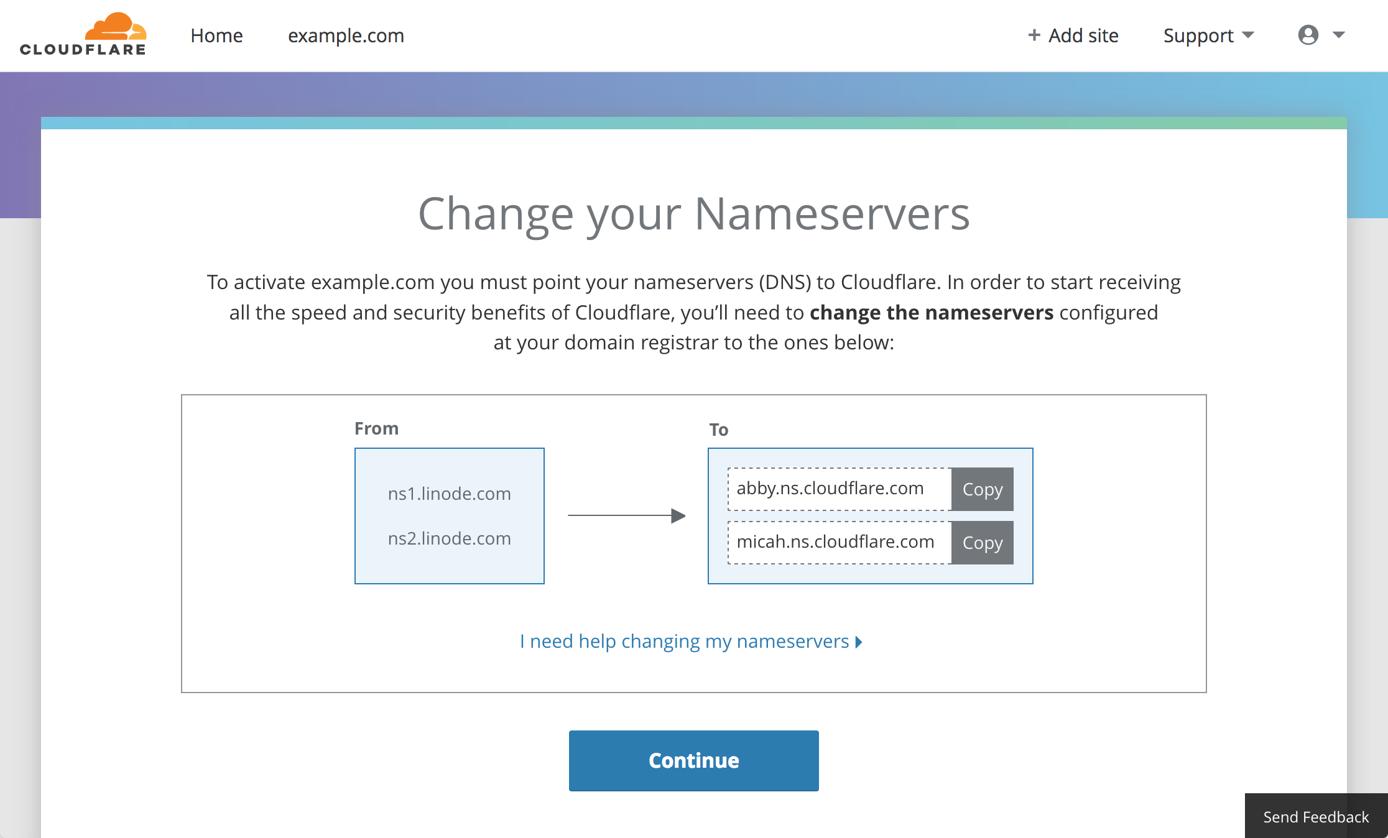 CLOUDFLARE
Home
example.com
+ Add site
Support
Change your Nameservers
To activate example.com you must point your nameservers (DNS) to Cloudflare. In order to start receiving
all the speed and security benefits of Cloudflare, you’ll need to change the nameservers configured
at your domain registrar to the ones below:
From
ns1.linode.com
ns2.linode.com
To
abby.ns.cloudflare.com Copy
micah.ns.cloudflare.com Copy
I need help changing my nameservers
Continue
Send Feedback